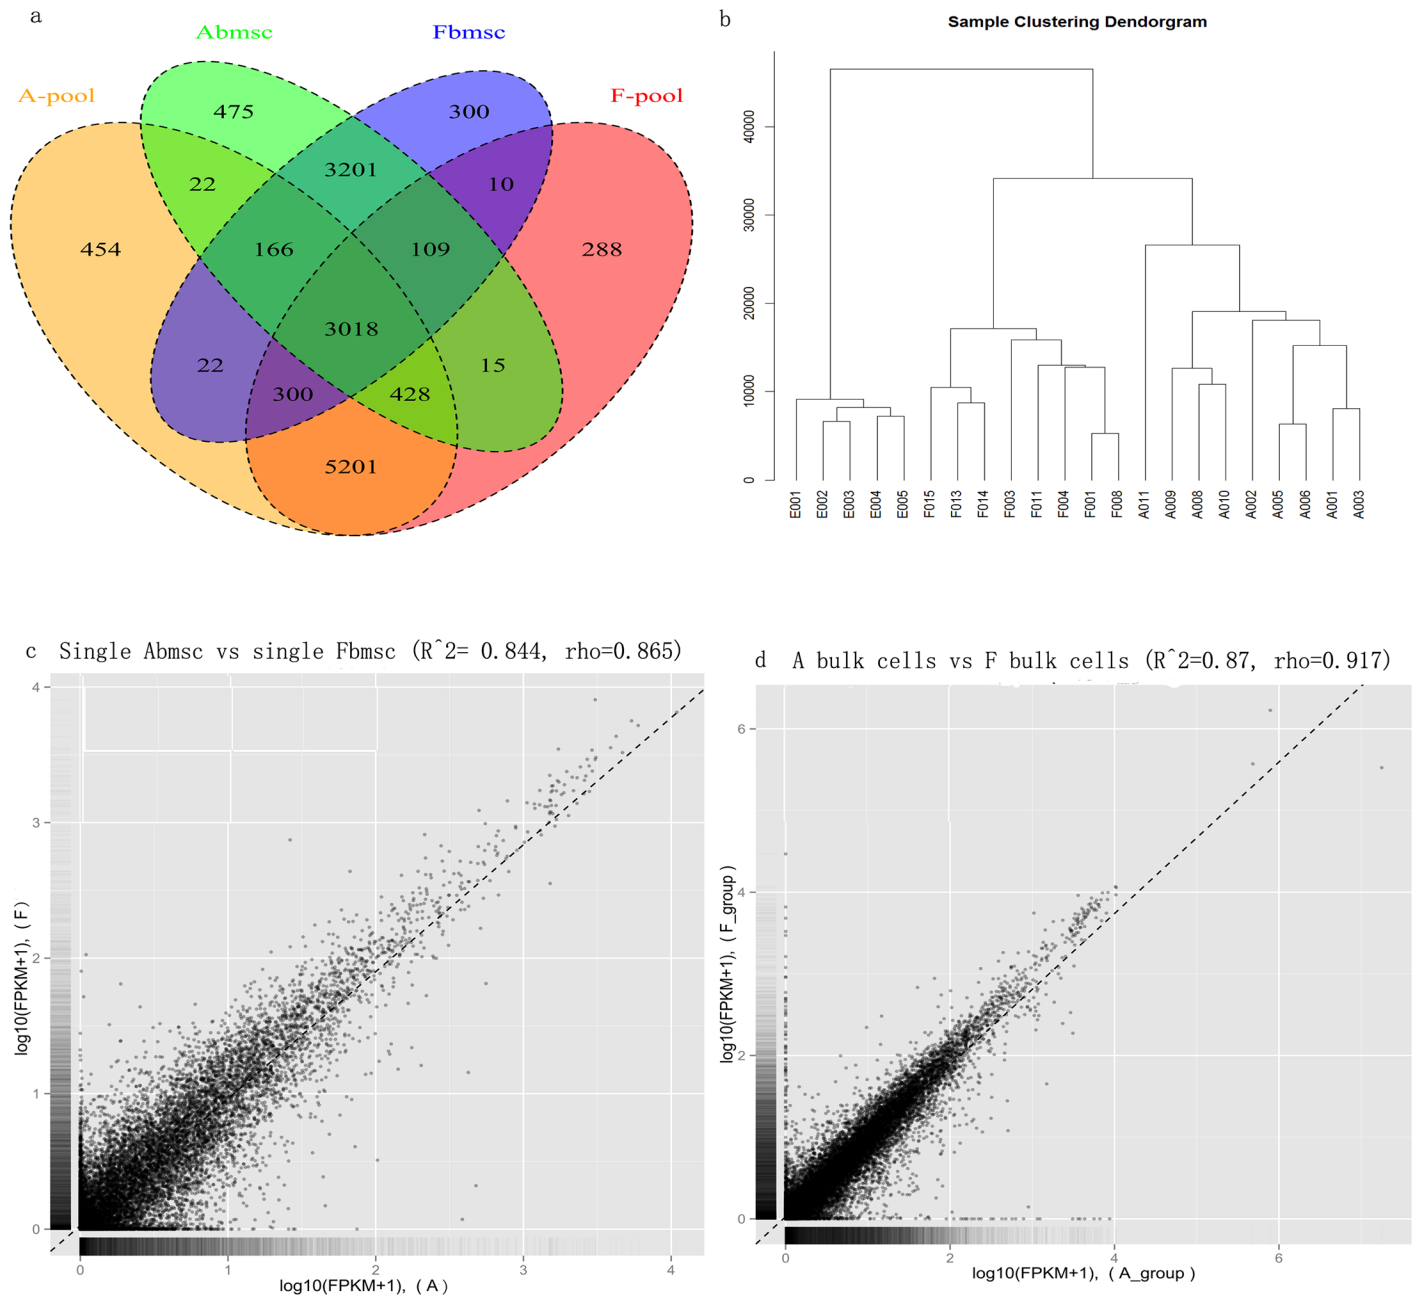 a
Abmsc
Fbmsc
A-pool
F-pool
475
300
3201
22
10
454
166
109
288
3018
22
15
300
428
5201
b
Sample Clustering Dendorgram
40000
30000
20000
10000
0
E001
E002
E003
E004
E005
F015
F013
F014
F003
F011
F004
F001
F008
A011
A009
A008
A010
A002
A005
A006
A001
A003
c Single Abmsc vs single Fbmsc (R^2= 0.844, rho=0.865)
4
3
2
1
0
log10(FPKM+1), (F)
0 1 2 3 4
log10(FPKM+1), (A)
d A bulk cells vs F bulk cells (R^2=0.87, rho=0.917)
6
4
2
0
log10(FPKM+1), (F_group)
0 2 4 6
log10(FPKM+1), (A_group)